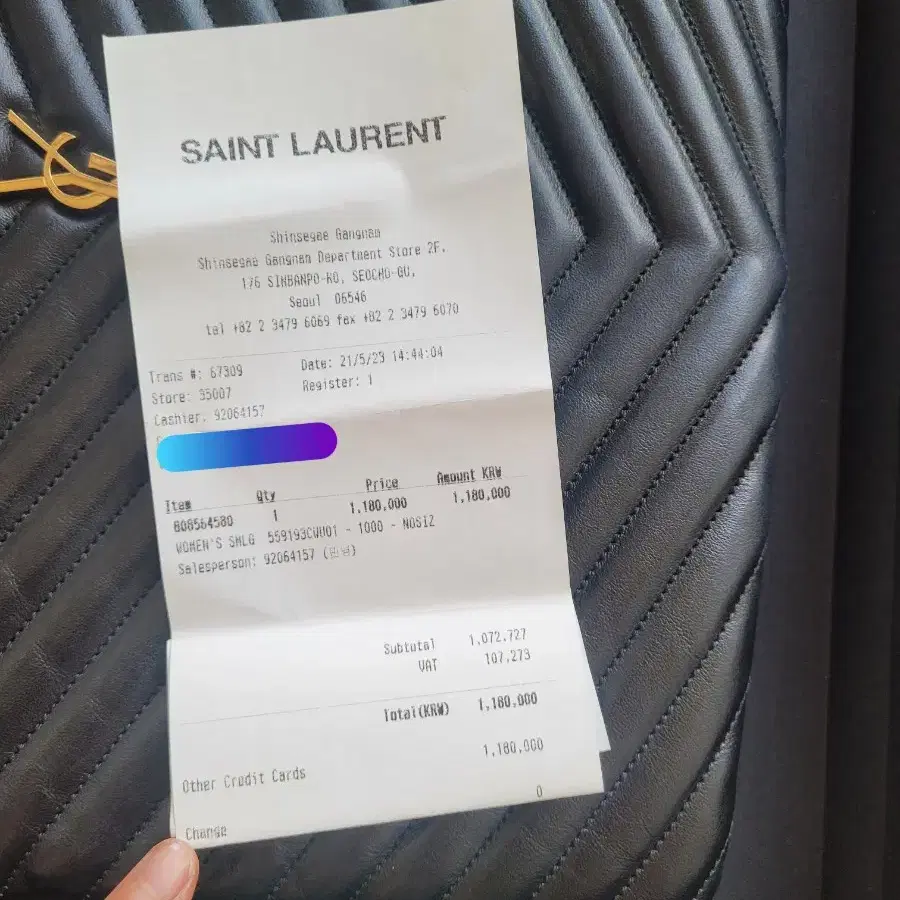 SAINT LAURENT
Shinsegae Gangnam
Shinsegae Gangnam Department Store 2F.
176 SINBANPO-RO, SEOCHO-GU,
Seoul 06546
tel +82 2 3479 6069 fax +82 2 3479 6070
Trans #: 67309 Date: 21/5/23 14:44:04
Store: 35007 Register: 1
Cashier: 92064157
Item Qty Price Amount KRW
808564580 1 1,180,000 1,180,000
WOMEN'S SMLG 559193CWU01 - 1000 - NOSIZ
Salesperson: 92064157
Subtotal 1,072,727
VAT 107,273
Total(KRW) 1,180,000
1,180,000
Other Credit Cards
0
Change
YSL